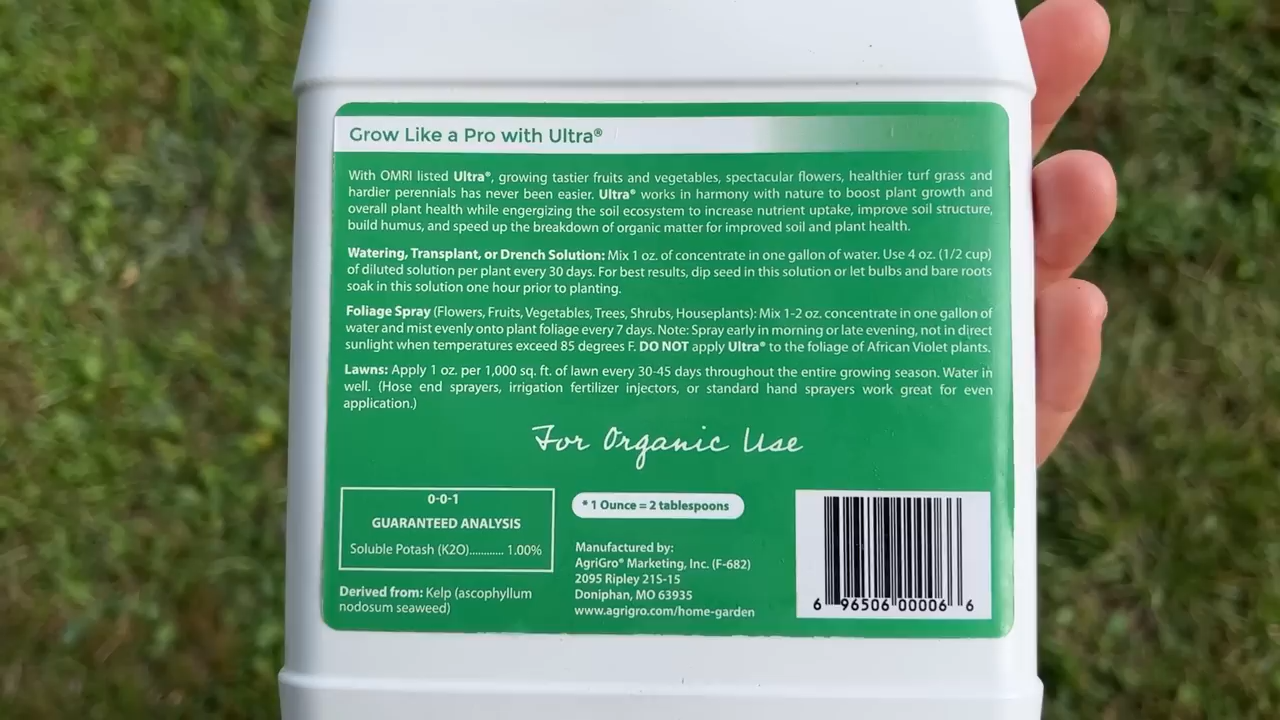 Grow Like a Pro with Ultra®
With OMRI listed Ultra®, growing tastier fruits and vegetables, spectacular flowers, healthier turf grass and
hardier perennials has never been easier. Ultra® works in harmony with nature to boost plant growth and
overall plant health while engergizing the soil ecosystem to increase nutrient uptake, improve soil structure,
build humus, and speed up the breakdown of organic matter for improved soil and plant health.
Watering, Transplant, or Drench Solution: Mix 1 oz. of concentrate in one gallon of water. Use 4 oz. (1/2 cup)
of diluted solution per plant every 30 days. For best results, dip seed in this solution or let bulbs and bare roots
soak in this solution one hour prior to planting.
Foliage Spray (Flowers, Fruits, Vegetables, Trees, Shrubs, Houseplants): Mix 1-2 oz. concentrate in one gallon of
water and mist evenly onto plant foliage every 7 days. Note: Spray early in morning or late evening, not in direct
sunlight when temperatures exceed 85 degrees F. DO NOT apply Ultra® to the foliage of African Violet plants.
Lawns: Apply 1 oz. per 1,000 sq. ft. of lawn every 30-45 days throughout the entire growing season. Water in
well. (Hose end sprayers, irrigation fertilizer injectors, or standard hand sprayers work great for even
application.)
For Organic Use
0-0-1
GUARANTEED ANALYSIS
Soluble Potash (K2O)............ 1.00%
Derived from: Kelp (ascophyllum
nodosum seaweed)
* 1 Ounce = 2 tablespoons
Manufactured by:
AgriGro® Marketing, Inc. (F-682)
2095 Ripley 21S-15
Doniphan, MO 63935
www.agrigro.com/home-garden
6 96506 00006 6